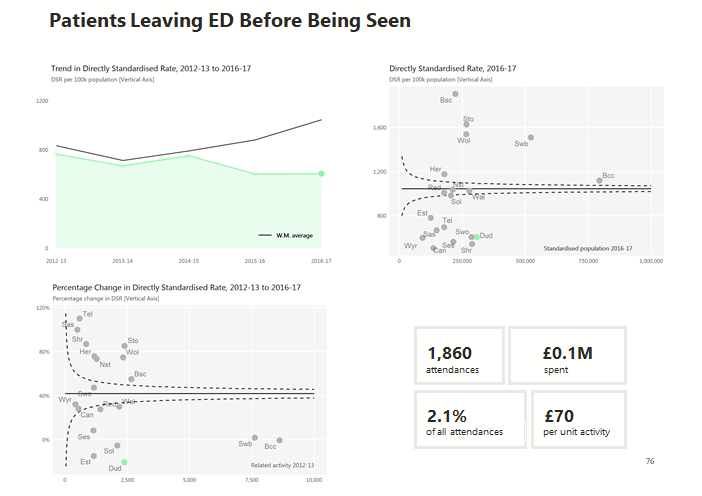 Patients Leaving ED Before Being Seen
Trend in Directly Standardised Rate, 2012-13 to 2016-17
DSR per 100k population [Vertical Axis]
1200
800
400
0
W.M. average
2012-13
2013-14
2014-15
2015-16
2016-17
Directly Standardised Rate, 2016-17
DSR per 100k population [Vertical Axis]
Bsc
Sto
1,600
Wol
Swb
Her
1,200
Bcc
Red
Nst
Wal
Sol
Est
800
Tel
Sas
Swo
Dud
Wyr
Ses
Can
Shr
Standardised population 2016-17
0
250,000
500,000
750,000
1,000,000
Percentage Change in Directly Standardised Rate, 2012-13 to 2016-17
Percentage change in DSR [Vertical Axis]
120%
Tel
Sas
Shr
Sto
80%
Her
Wol
Nst
Bsc
Swo
40%
Wyr
Red
Wal
Can
Ses
0%
Sol
Swb
Bcc
Est
Dud
Related activity 2012-13
0
2,500
5,000
7,500
10,000
1,860
attendances
£0.1M
spent
2.1%
of all attendances
£70
per unit activity
76